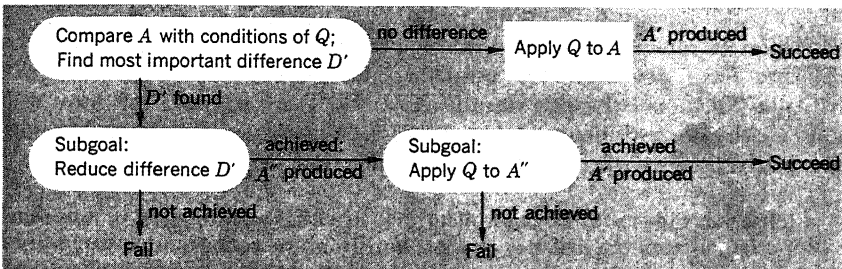 Compare A with conditions of Q;
Find most important difference D'
no difference
Apply Q to A
A' produced
Succeed
D' found
Subgoal:
Reduce difference D'
achieved:
A'' produced
Subgoal:
Apply Q to A''
achieved
A' produced
Succeed
not achieved
Fail
not achieved
Fail